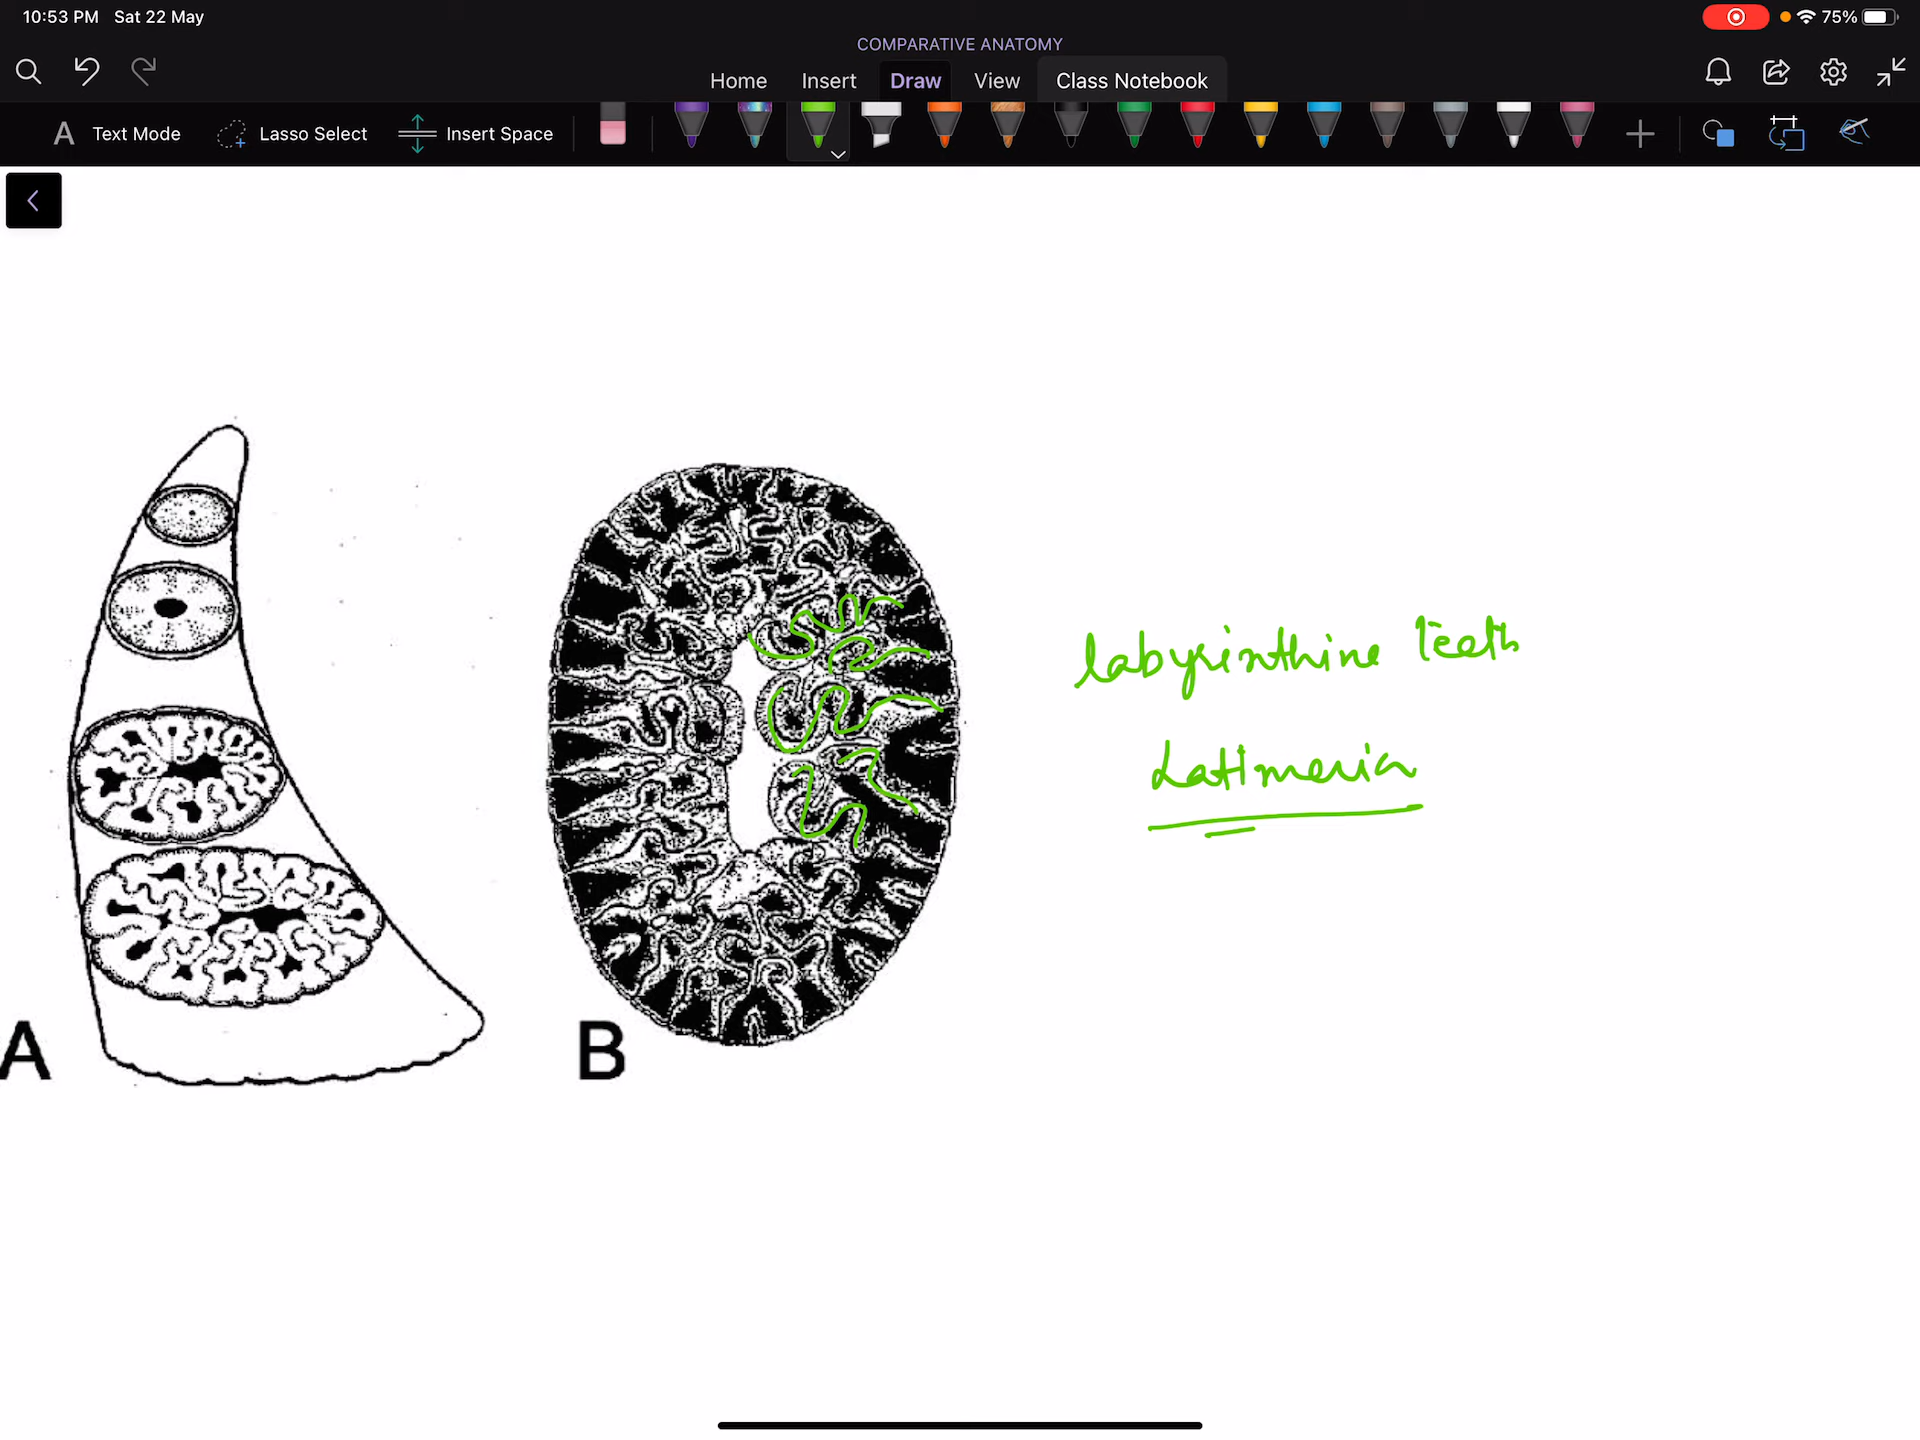 10:53 PM Sat 22 May 75%
COMPARATIVE ANATOMY
Home Insert Draw View Class Notebook
A Text Mode Lasso Select Insert Space
labyrinthine Teeth
Latimeria
A B